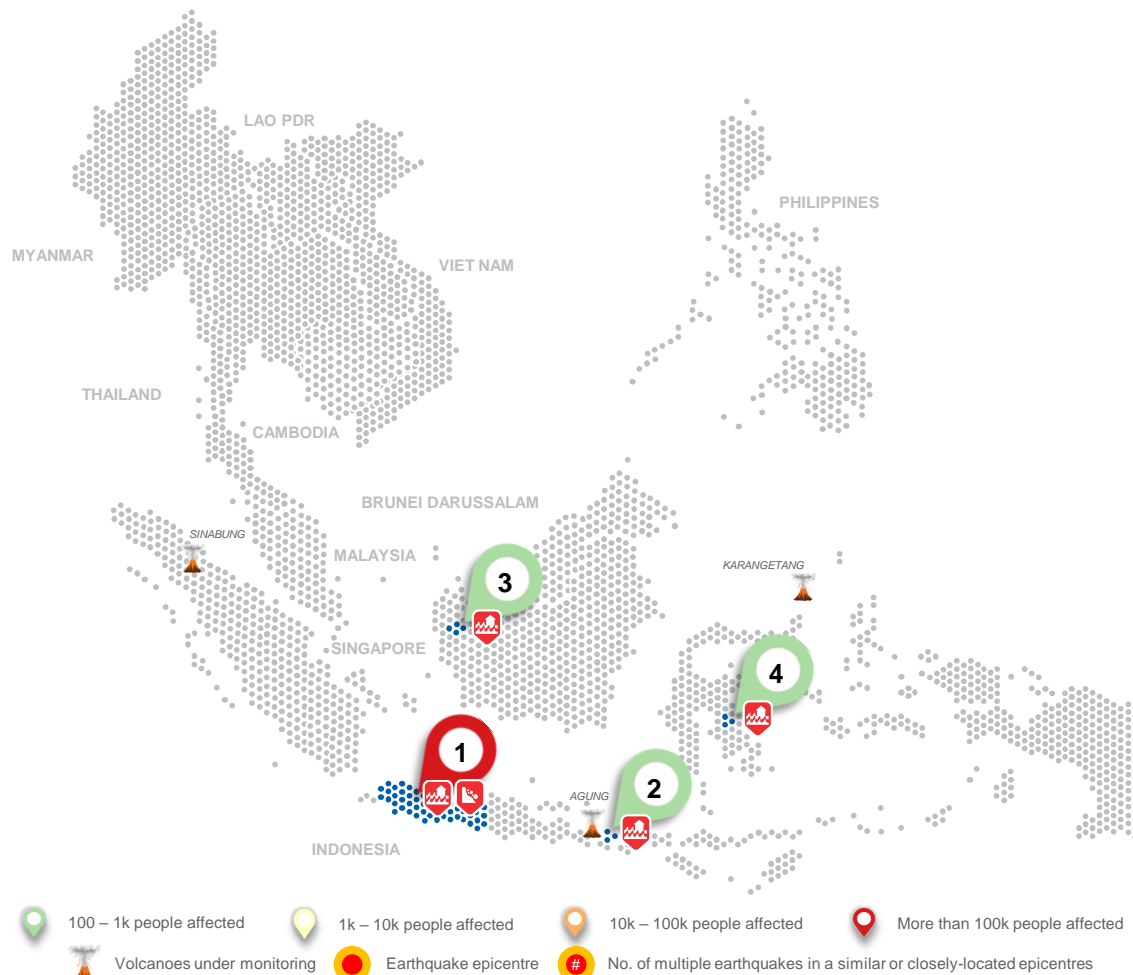 LAO PDR
PHILIPPINES
MYANMAR
VIET NAM
THAILAND
CAMBODIA
BRUNEI DARUSSALAM
SINABUNG
MALAYSIA
KARANGETANG
3
SINGAPORE
4
1
2
AGUNG
INDONESIA
100 – 1k people affected
1k – 10k people affected
10k – 100k people affected
More than 100k people affected
Volcanoes under monitoring
Earthquake epicentre
# No. of multiple earthquakes in a similar or closely-located epicentres